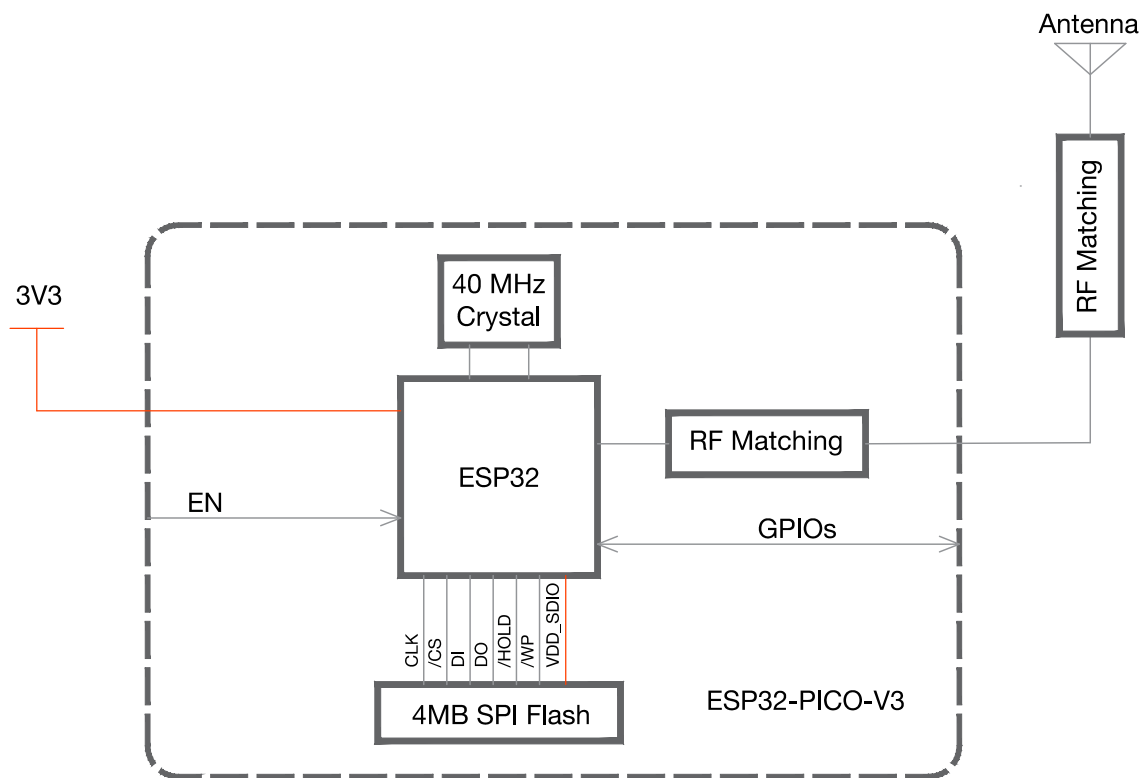 Antenna
RF Matching
3V3
40 MHz
Crystal
RF Matching
ESP32
EN
GPIOs
CLK
/CS
DI
DO
/HOLD
/WP
VDD_SDIO
4MB SPI Flash
ESP32-PICO-V3